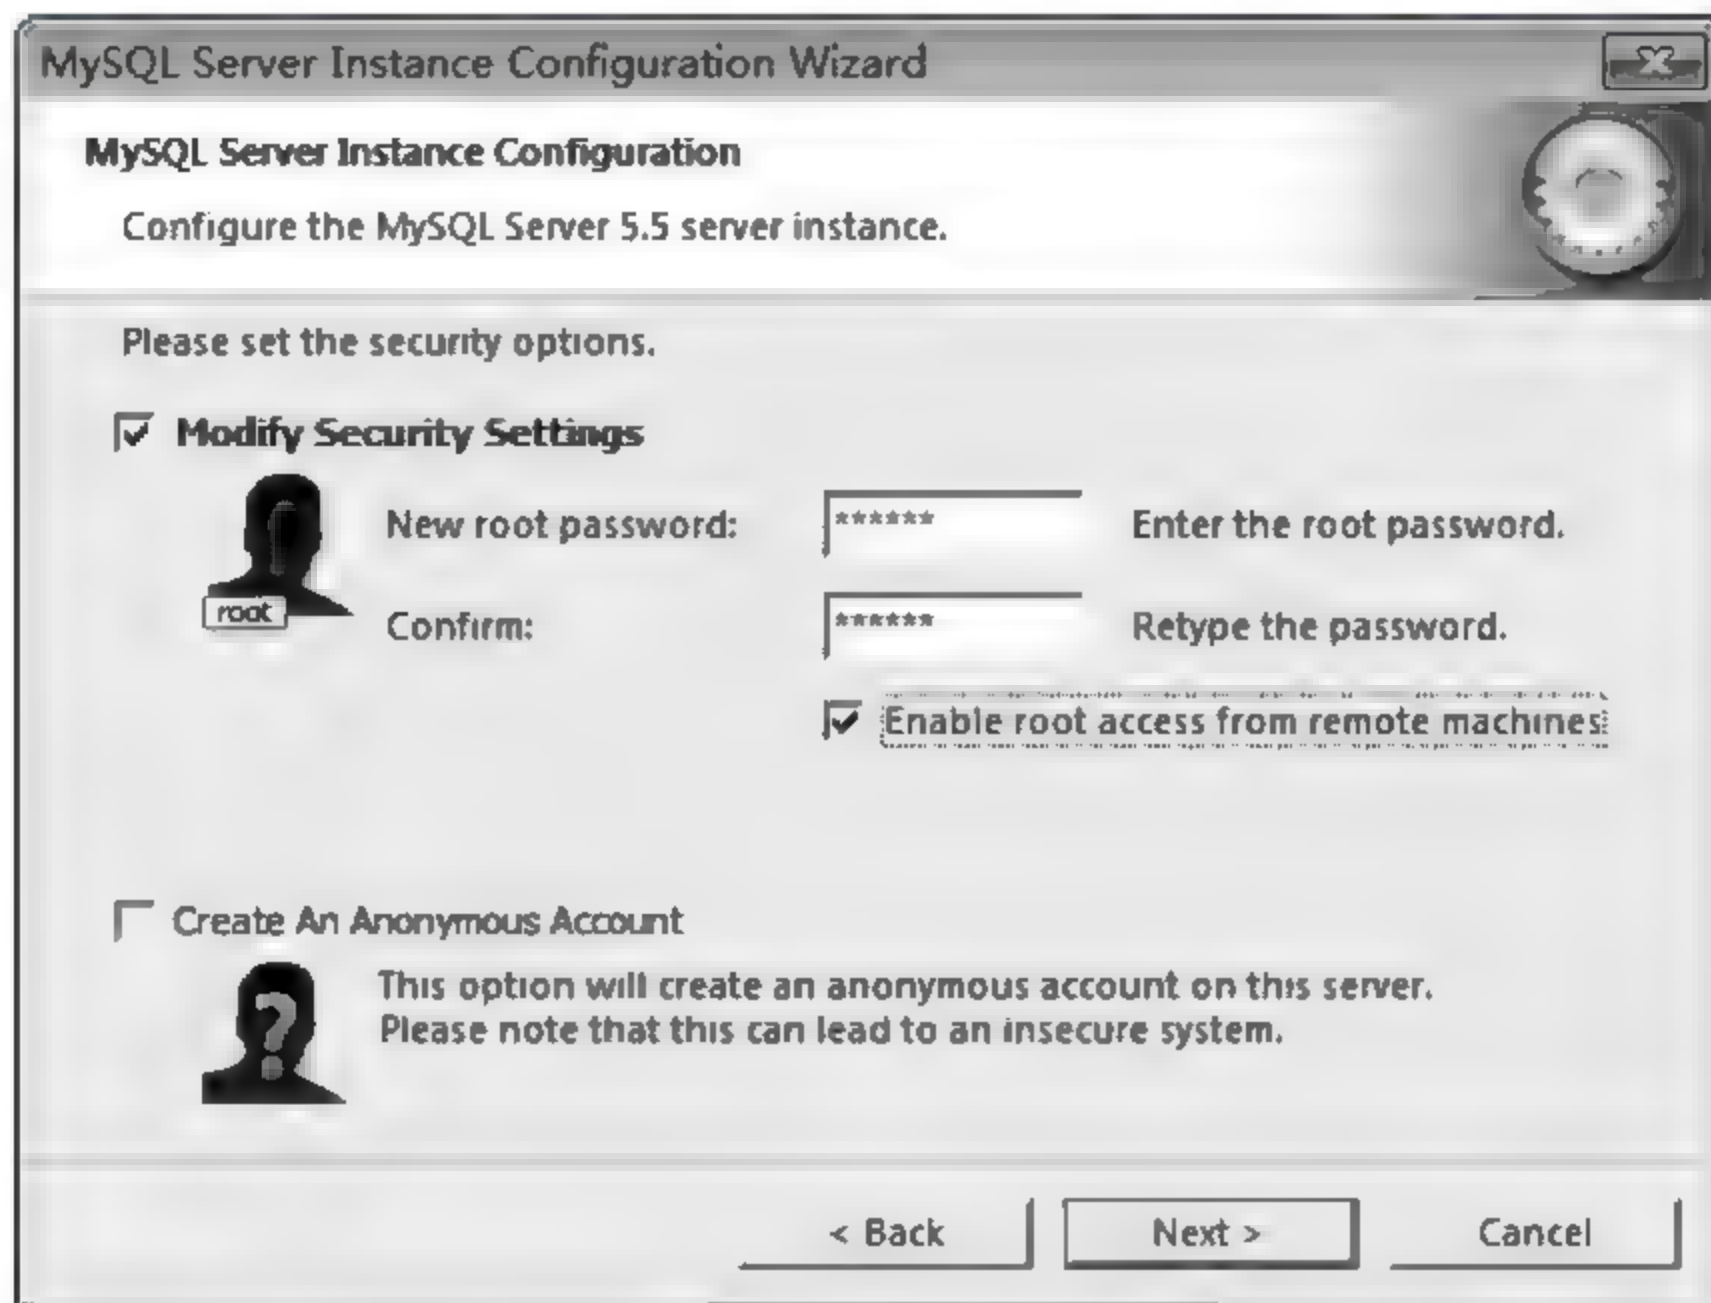 MySQL Server Instance Configuration Wizard
MySQL Server Instance Configuration
Configure the MySQL Server 5.5 server instance.
Please set the security options.
Modify Security Settings
New root password: ****** Enter the root password.
root
Confirm: ****** Retype the password.
Enable root access from remote machines
Create An Anonymous Account
This option will create an anonymous account on this server.
Please note that this can lead to an insecure system.
< Back Next > Cancel